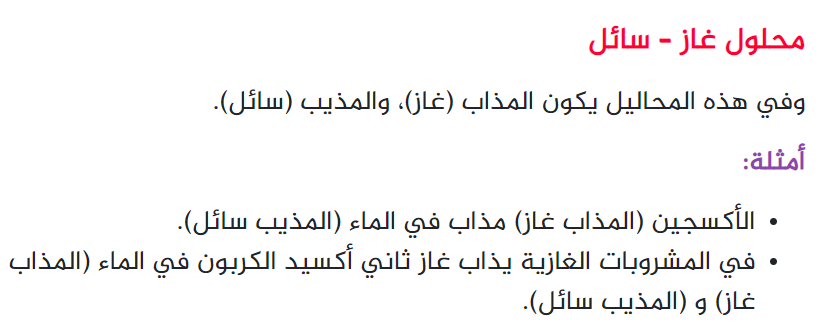 محلول غاز – سائل
وفي هذه المحاليل يكون المذاب (غاز)، والمذيب (سائل).
أمثلة:
• الأكسجين (المذاب غاز) مذاب في الماء (المذيب سائل).
• في المشروبات الغازية يذاب غاز ثاني أكسيد الكربون في الماء (المذاب
غاز) و (المذيب سائل).